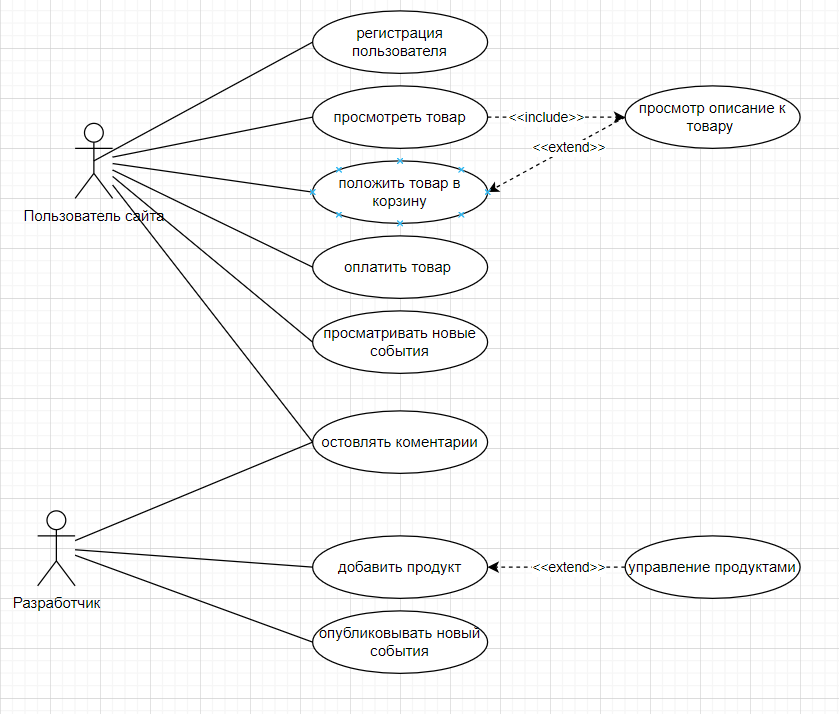 регистрация
пользователя
просмотреть товар
<<include>>
просмотр описание к
товару
<<extend>>
положить товар в
корзину
Пользователь сайта
оплатить товар
просматривать новые
события
остовлять коментарии
Разработчик
добавить продукт
<<extend>>
управление продуктами
опубликовывать новый
события